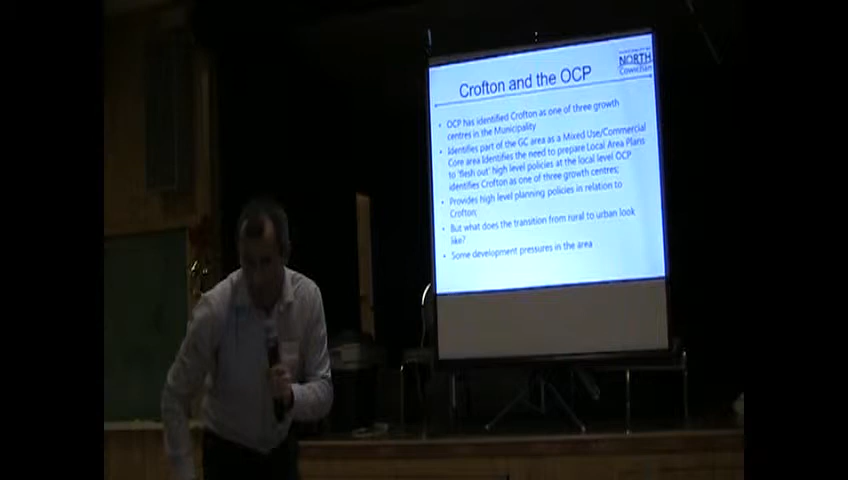 NORTH
Cowichan
Crofton and the OCP
• OCP has identified Crofton as one of three growth
centres in the Municipality
• Identifies part of the GC area as a Mixed Use/Commercial
Core area Identifies the need to prepare Local Area Plans
to 'flesh out' high level policies at the local level OCP
identifies Crofton as one of three growth centres;
• Provides high level planning policies in relation to
Crofton;
• But what does the transition from rural to urban look
like?
• Some development pressures in the area